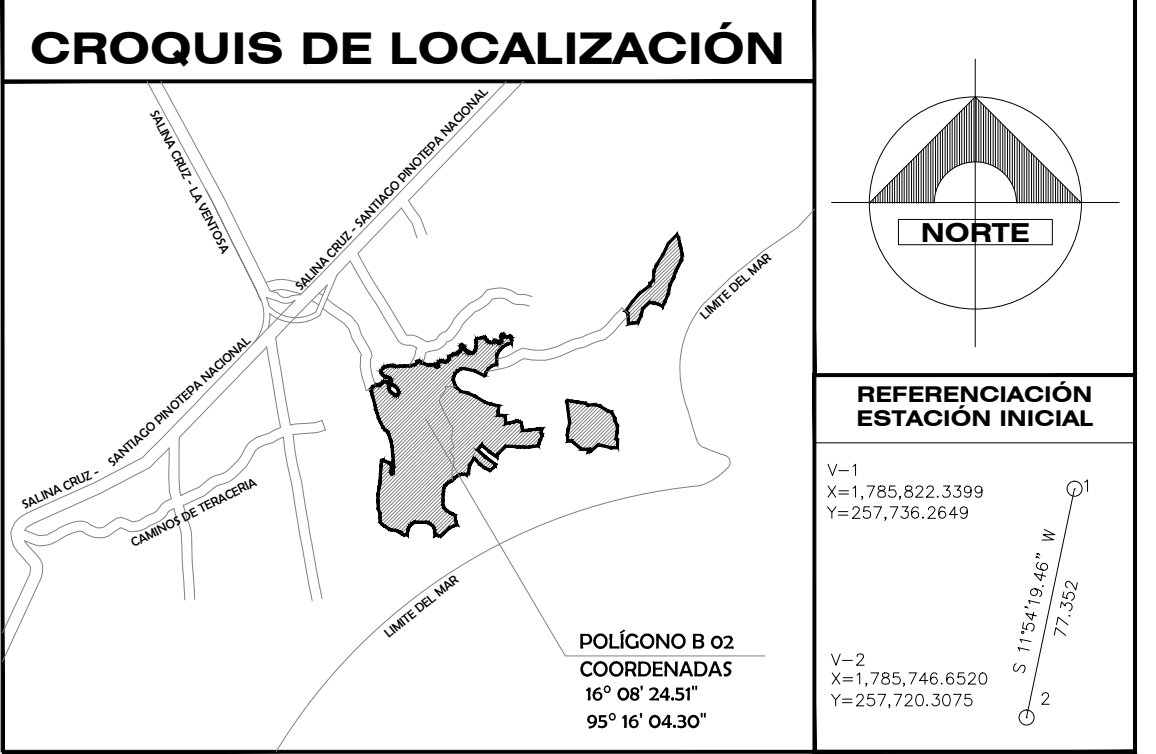 CROQUIS DE LOCALIZACIÓN
SALINA CRUZ - LA VENTOSA
SALINA CRUZ - SANTIAGO PINOTEPA NACIONAL
SALINA CRUZ - SANTIAGO PINOTEPA NACIONAL
CAMINOS DE TERACERIA
LIMITE DEL MAR
LIMITE DEL MAR
POLÍGONO B 02
COORDENADAS
16° 08' 24.51"
95° 16' 04.30"
NORTE
REFERENCIACIÓN
ESTACIÓN INICIAL
V-1
X=1,785,822.3399
Y=257,736.2649
1
S 11°54'19.46" W
77.352
V-2
X=1,785,746.6520
Y=257,720.3075
2